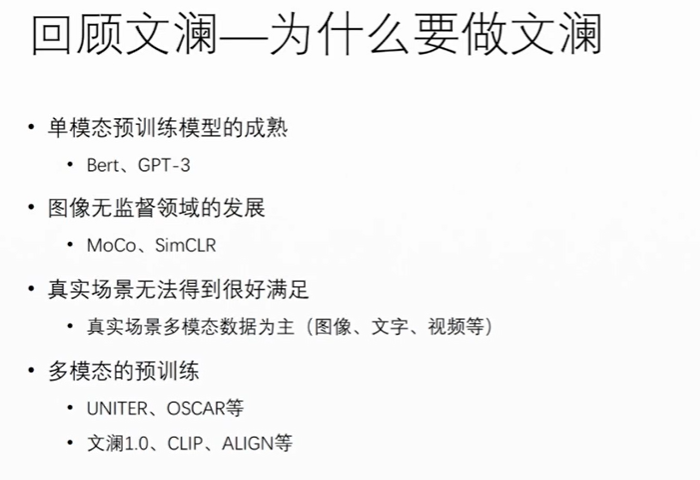 回顾文澜—为什么要做文澜
• 单模态预训练模型的成熟
• Bert、GPT-3
• 图像无监督领域的发展
• MoCo、SimCLR
• 真实场景无法得到很好满足
• 真实场景多模态数据为主（图像、文字、视频等）
• 多模态的预训练
• UNITER、OSCAR等
• 文澜1.0、CLIP、ALIGN等